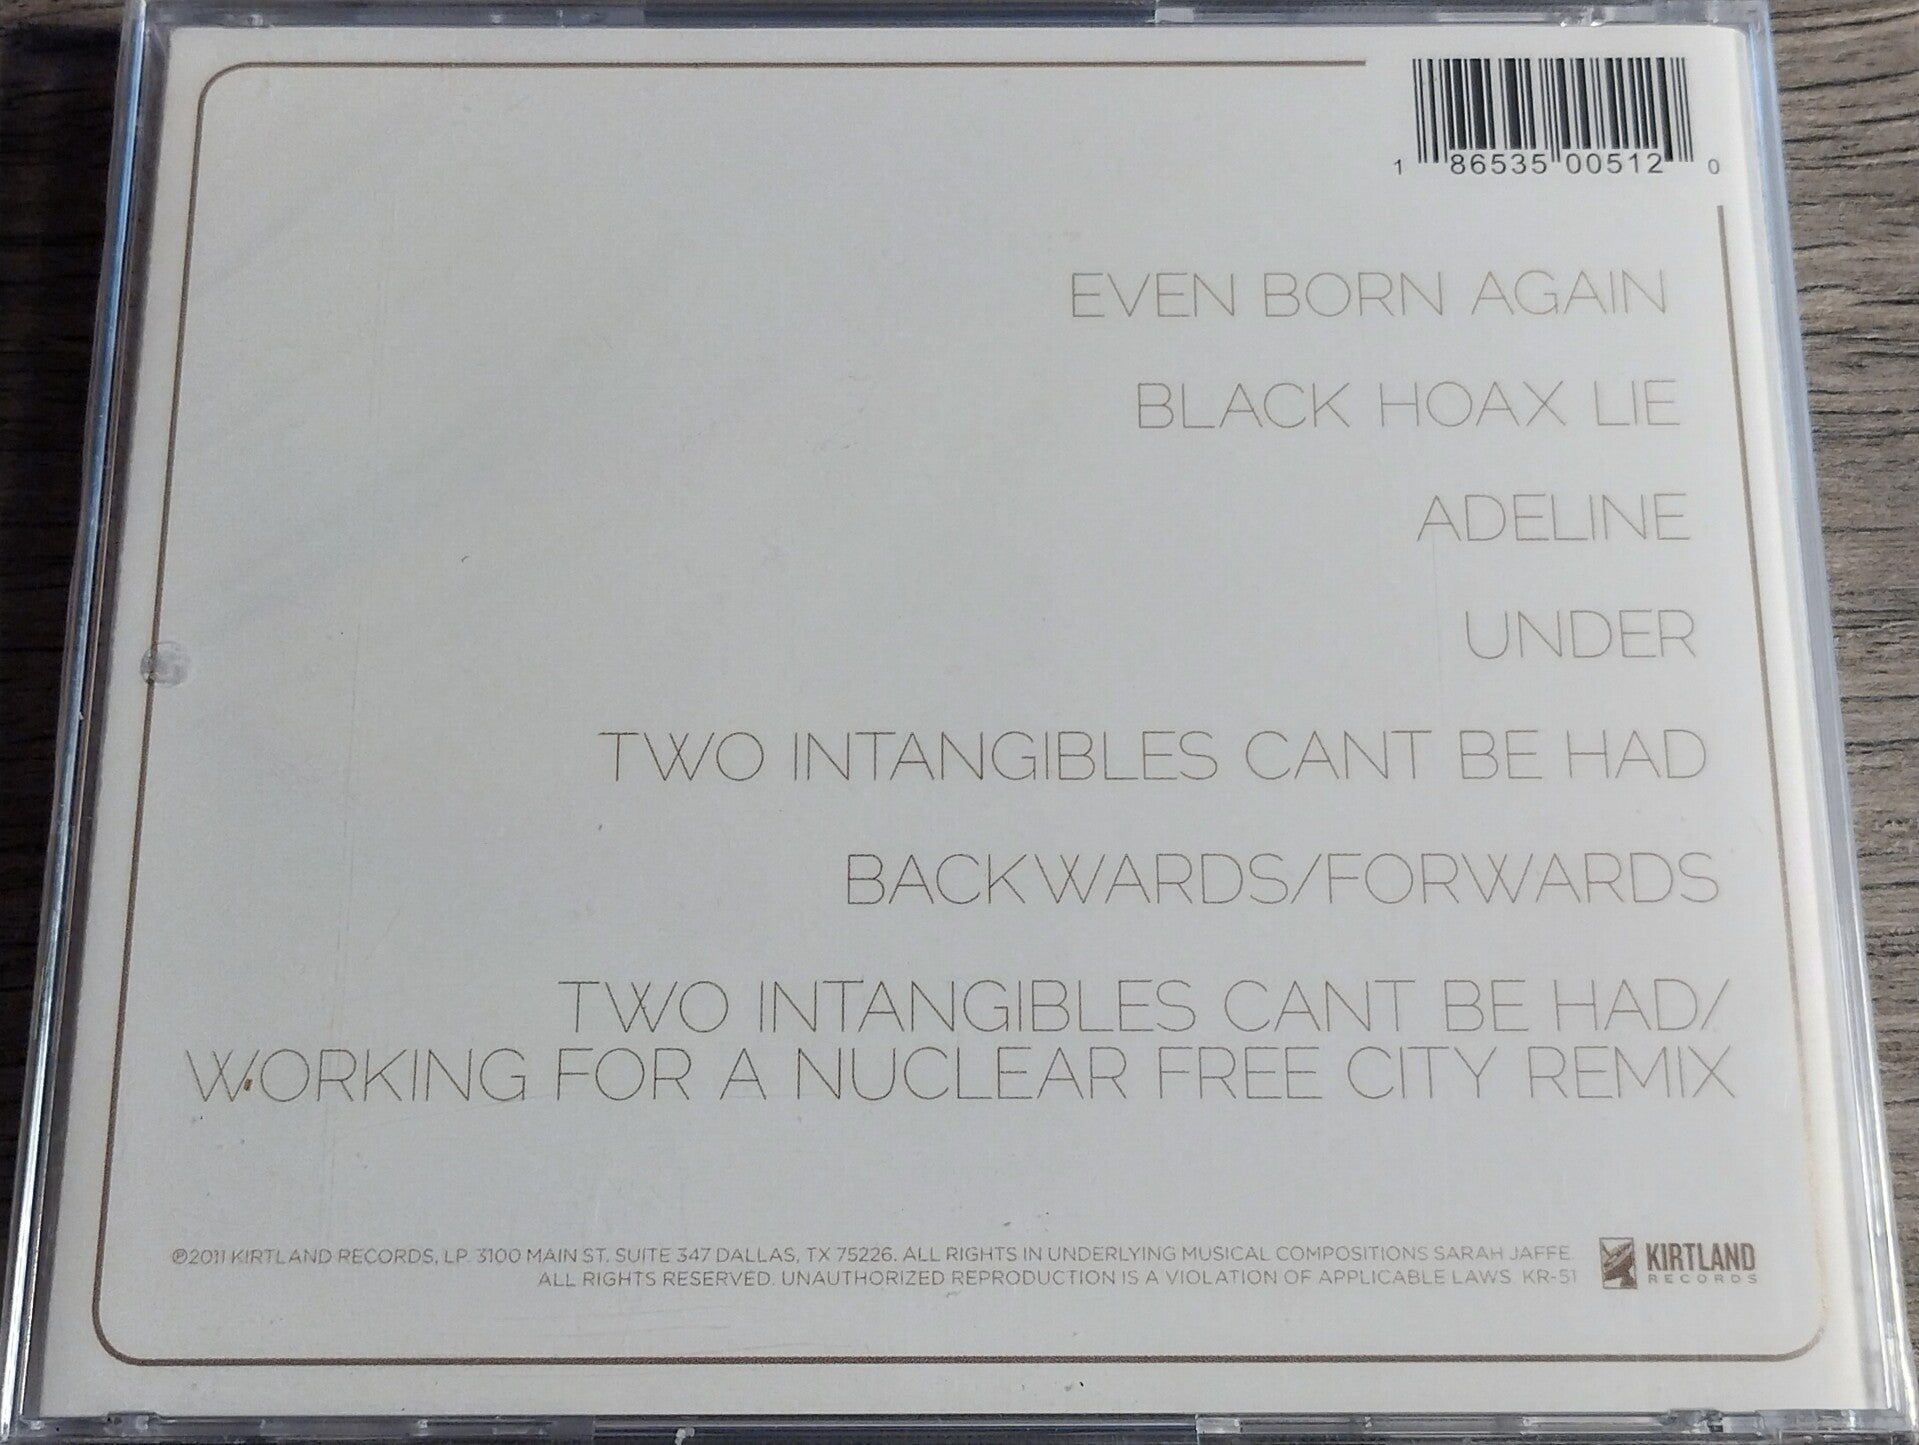 1 86535 00512 0
EVEN BORN AGAIN
BLACK HOAX LIE
ADELINE
UNDER
TWO INTANGIBLES CANT BE HAD
BACKWARDS/FORWARDS
TWO INTANGIBLES CANT BE HAD/
WORKING FOR A NUCLEAR FREE CITY REMIX
℗2011 KIRTLAND RECORDS, LP 3100 MAIN ST. SUITE 347 DALLAS, TX 75226. ALL RIGHTS IN UNDERLYING MUSICAL COMPOSITIONS SARAH JAFFE.
ALL RIGHTS RESERVED. UNAUTHORIZED REPRODUCTION IS A VIOLATION OF APPLICABLE LAWS. KR-51
KIRTLAND
RECORDS